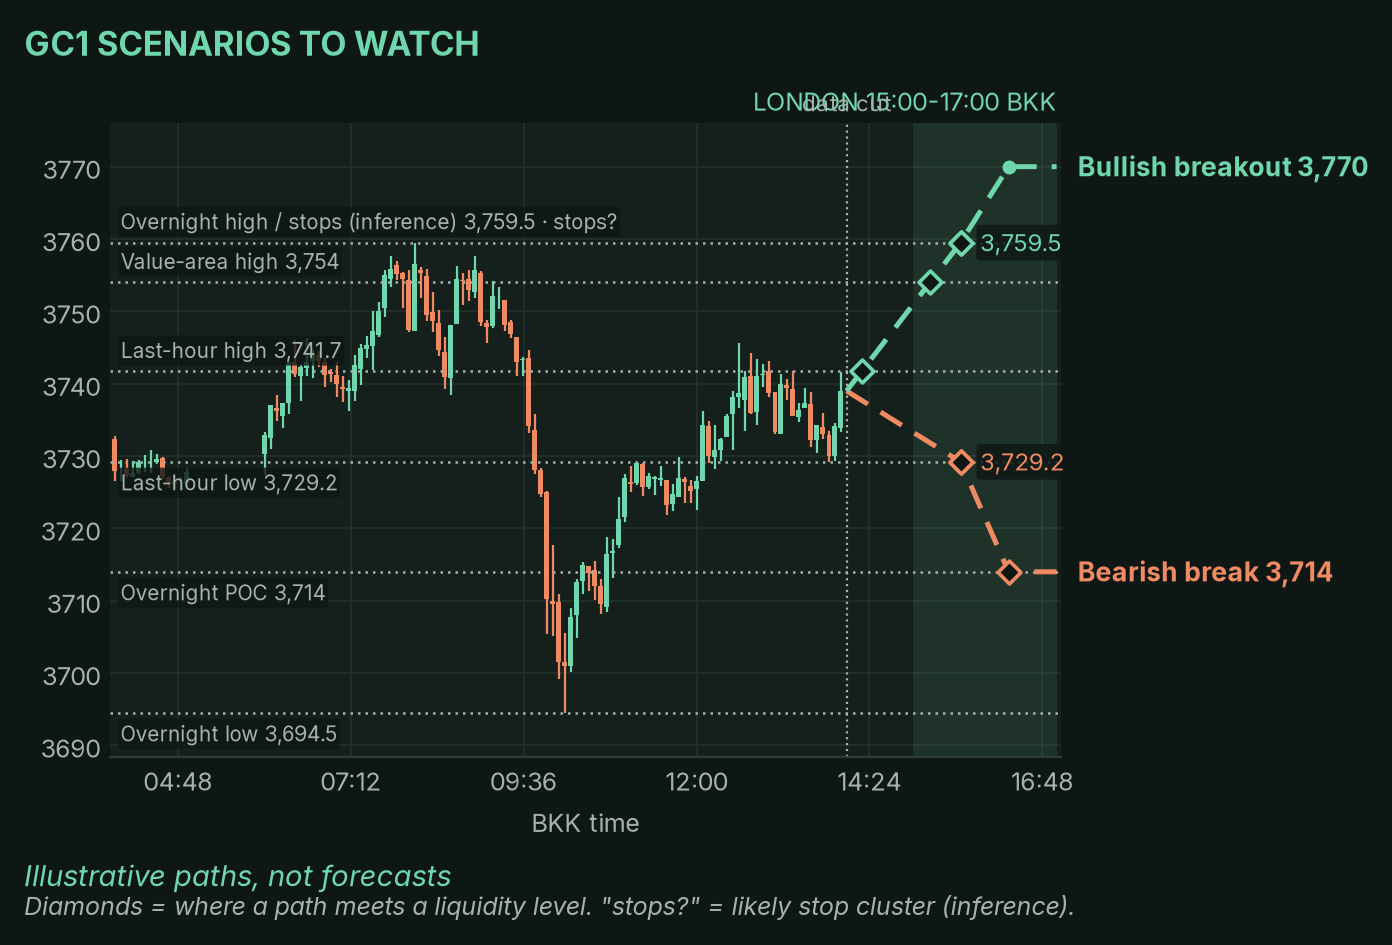 GC1 SCENARIOS TO WATCH
LONDON 15:00-17:00 BKK
data cut
3770
Bullish breakout 3,770
Overnight high / stops (inference) 3,759.5 · stops?
3760
3,759.5
Value-area high 3,754
3750
Last-hour high 3,741.7
3740
3730
3,729.2
Last-hour low 3,729.2
3720
Bearish break 3,714
Overnight POC 3,714
3710
3700
Overnight low 3,694.5
3690
04:48 07:12 09:36 12:00 14:24 16:48
BKK time
Illustrative paths, not forecasts
Diamonds = where a path meets a liquidity level. "stops?" = likely stop cluster (inference).